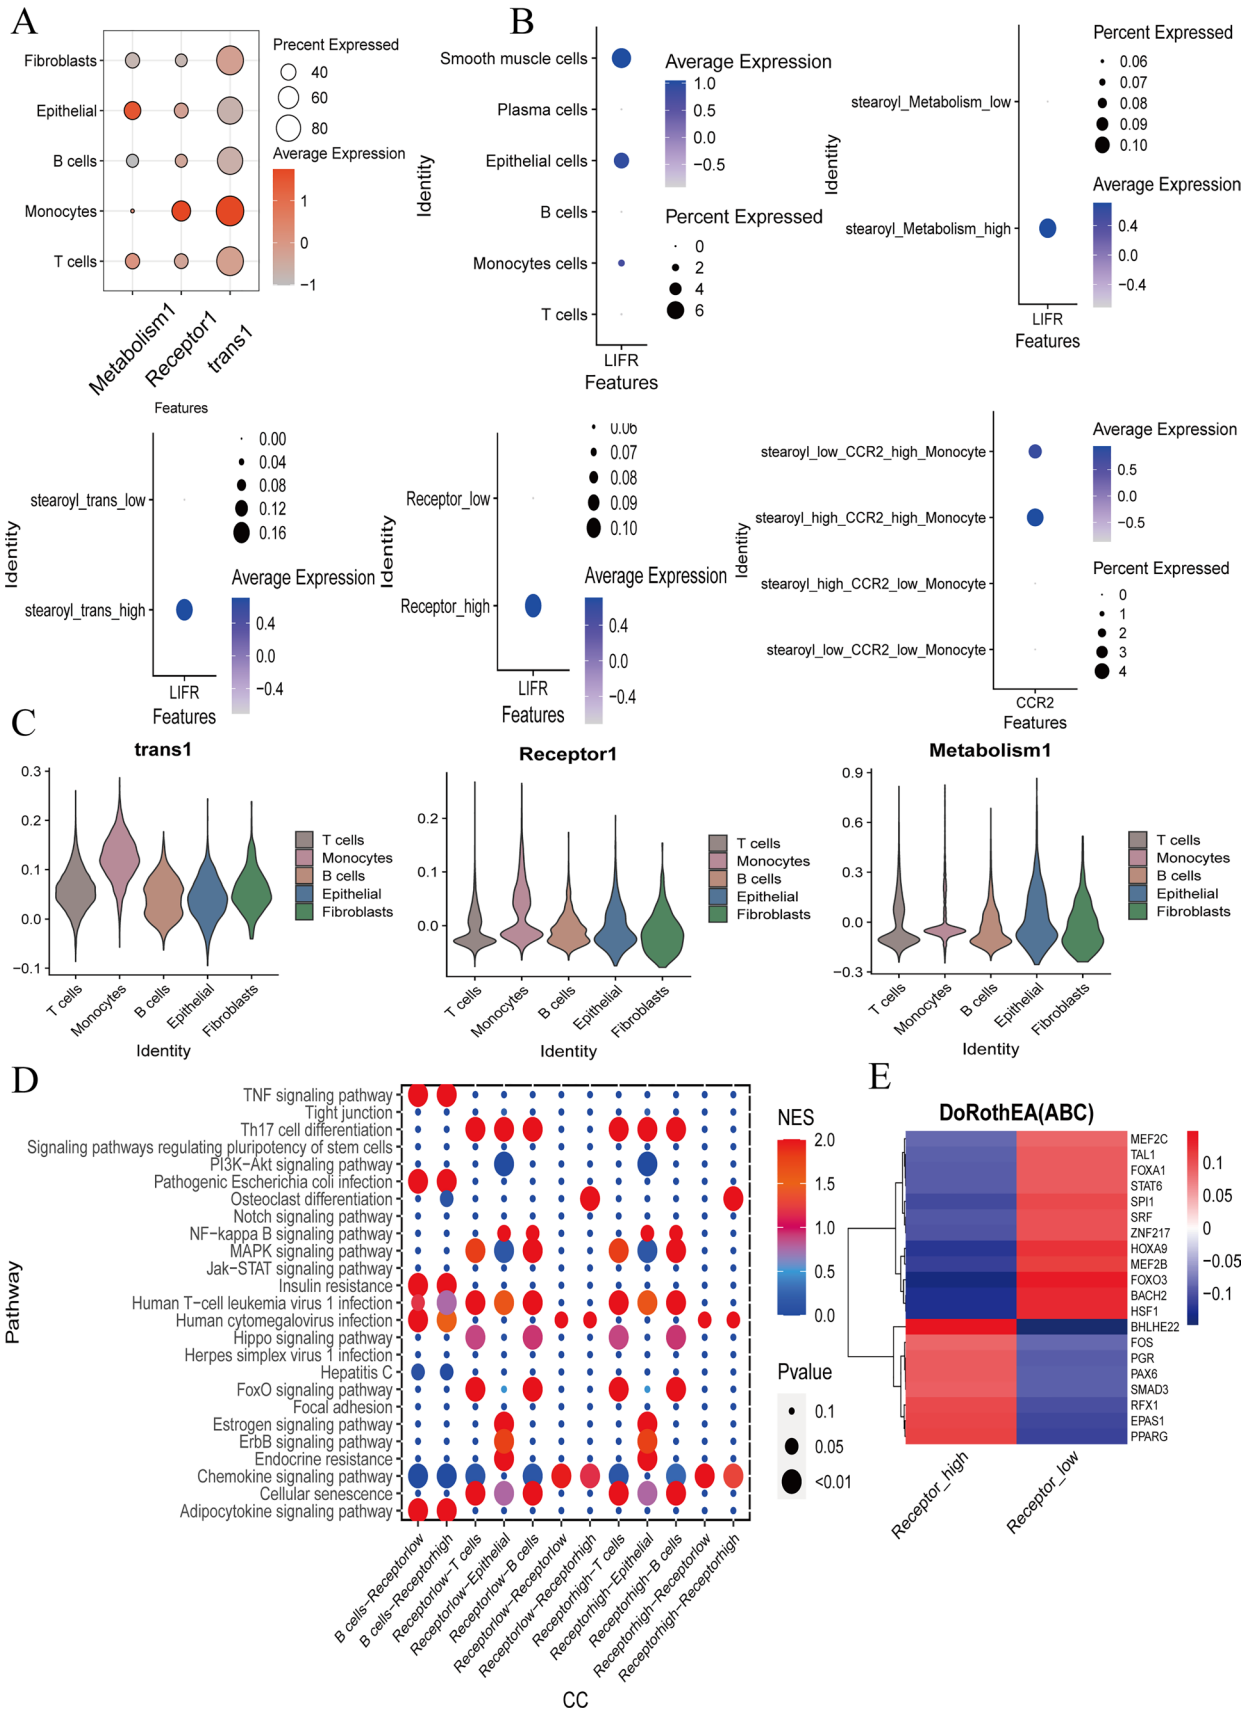 A
Fibroblasts
Epithelial
B cells
Monocytes
T cells
Metabolism1
Receptor1
trans1
Features
Precent Expressed
40
60
80
Average Expression
1
0
−1
B
Identity
Smooth muscle cells
Plasma cells
Epithelial cells
B cells
Monocytes cells
T cells
LIFR
Features
Average Expression
1.0
0.5
0.0
−0.5
Percent Expressed
0
2
4
6
Identity
stearoyl_Metabolism_low
stearoyl_Metabolism_high
LIFR
Features
Percent Expressed
0.06
0.07
0.08
0.09
0.10
Average Expression
0.4
0.0
−0.4
Identity
stearoyl_trans_low
stearoyl_trans_high
LIFR
Features
0.00
0.04
0.08
0.12
0.16
Average Expression
0.4
0.0
−0.4
Identity
Receptor_low
Receptor_high
LIFR
Features
0.06
0.07
0.08
0.09
0.10
Average Expression
0.4
0.0
−0.4
Identity
stearoyl_low_CCR2_high_Monocyte
stearoyl_high_CCR2_high_Monocyte
stearoyl_high_CCR2_low_Monocyte
stearoyl_low_CCR2_low_Monocyte
CCR2
Features
Average Expression
0.5
0.0
−0.5
Percent Expressed
0
1
2
3
4
C
trans1
0.3
0.2
0.1
0.0
−0.1
T cells
Monocytes
B cells
Epithelial
Fibroblasts
Identity
T cells
Monocytes
B cells
Epithelial
Fibroblasts
Receptor1
0.2
0.1
0.0
T cells
Monocytes
B cells
Epithelial
Fibroblasts
Identity
T cells
Monocytes
B cells
Epithelial
Fibroblasts
Metabolism1
0.9
0.6
0.3
0.0
−0.3
T cells
Monocytes
B cells
Epithelial
Fibroblasts
Identity
T cells
Monocytes
B cells
Epithelial
Fibroblasts
D
Pathway
TNF signaling pathway
Tight junction
Th17 cell differentiation
Signaling pathways regulating pluripotency of stem cells
PI3K−Akt signaling pathway
Pathogenic Escherichia coli infection
Osteoclast differentiation
Notch signaling pathway
NF−kappa B signaling pathway
MAPK signaling pathway
Jak−STAT signaling pathway
Insulin resistance
Human T−cell leukemia virus 1 infection
Human cytomegalovirus infection
Hippo signaling pathway
Herpes simplex virus 1 infection
Hepatitis C
FoxO signaling pathway
Focal adhesion
Estrogen signaling pathway
ErbB signaling pathway
Endocrine resistance
Chemokine signaling pathway
Cellular senescence
Adipocytokine signaling pathway
B cells−Receptorlow
B cells−Receptorhigh
Receptorlow−T cells
Receptorlow−Epithelial
Receptorlow−B cells
Receptorlow−Receptorlow
Receptorlow−Receptorhigh
Receptorhigh−T cells
Receptorhigh−Epithelial
Receptorhigh−B cells
Receptorhigh−Receptorlow
Receptorhigh−Receptorhigh
CC
NES
2.0
1.5
1.0
0.5
0.0
Pvalue
0.1
0.05
<0.01
E
DoRothEA(ABC)
MEF2C
TAL1
FOXA1
STAT6
SPI1
SRF
ZNF217
HOXA9
MEF2B
FOXO3
BACH2
HSF1
BHLHE22
FOS
PGR
PAX6
SMAD3
RFX1
EPAS1
PPARG
Receptor_high
Receptor_low
0.1
0.05
0
−0.05
−0.1